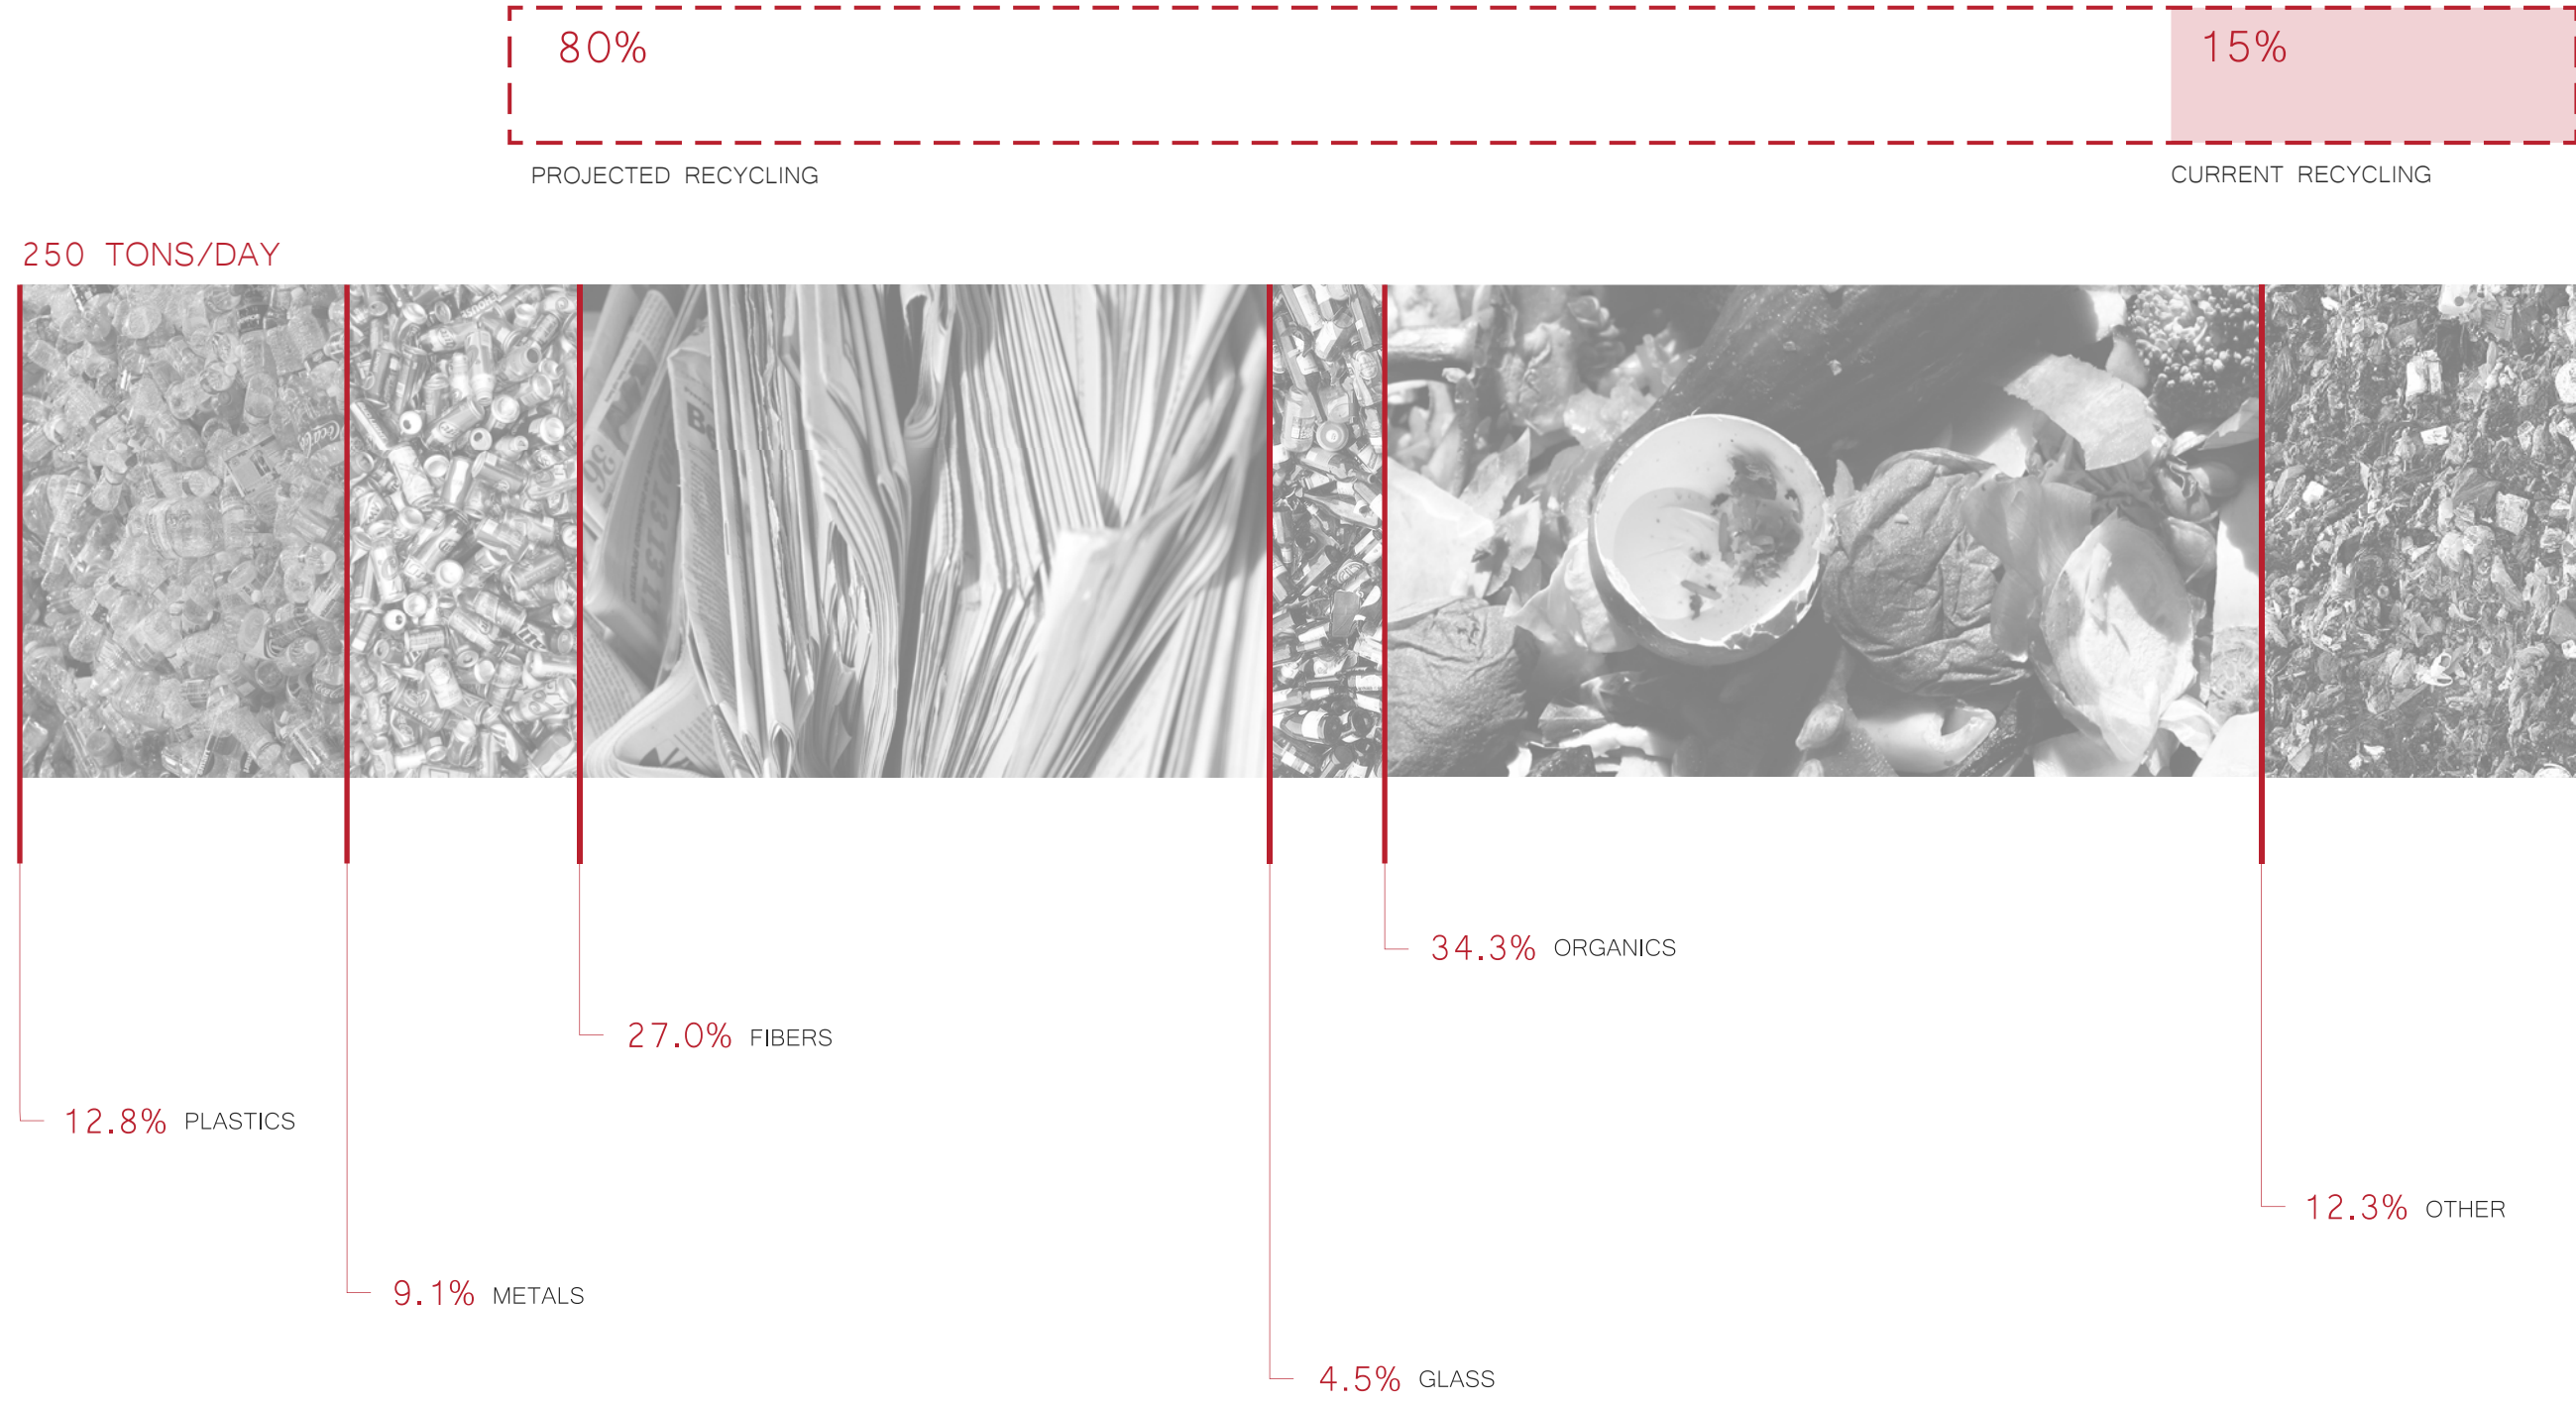 80%
15%
PROJECTED RECYCLING
CURRENT RECYCLING
250 TONS/DAY
34.3% ORGANICS
27.0% FIBERS
12.8% PLASTICS
12.3% OTHER
9.1% METALS
4.5% GLASS